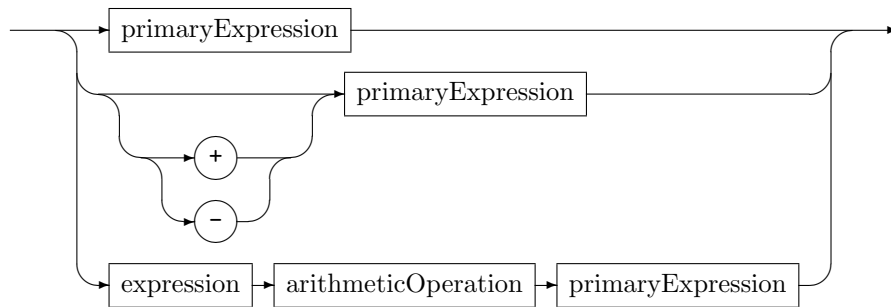 primaryExpression
primaryExpression
+
-
expression arithmeticOperation primaryExpression